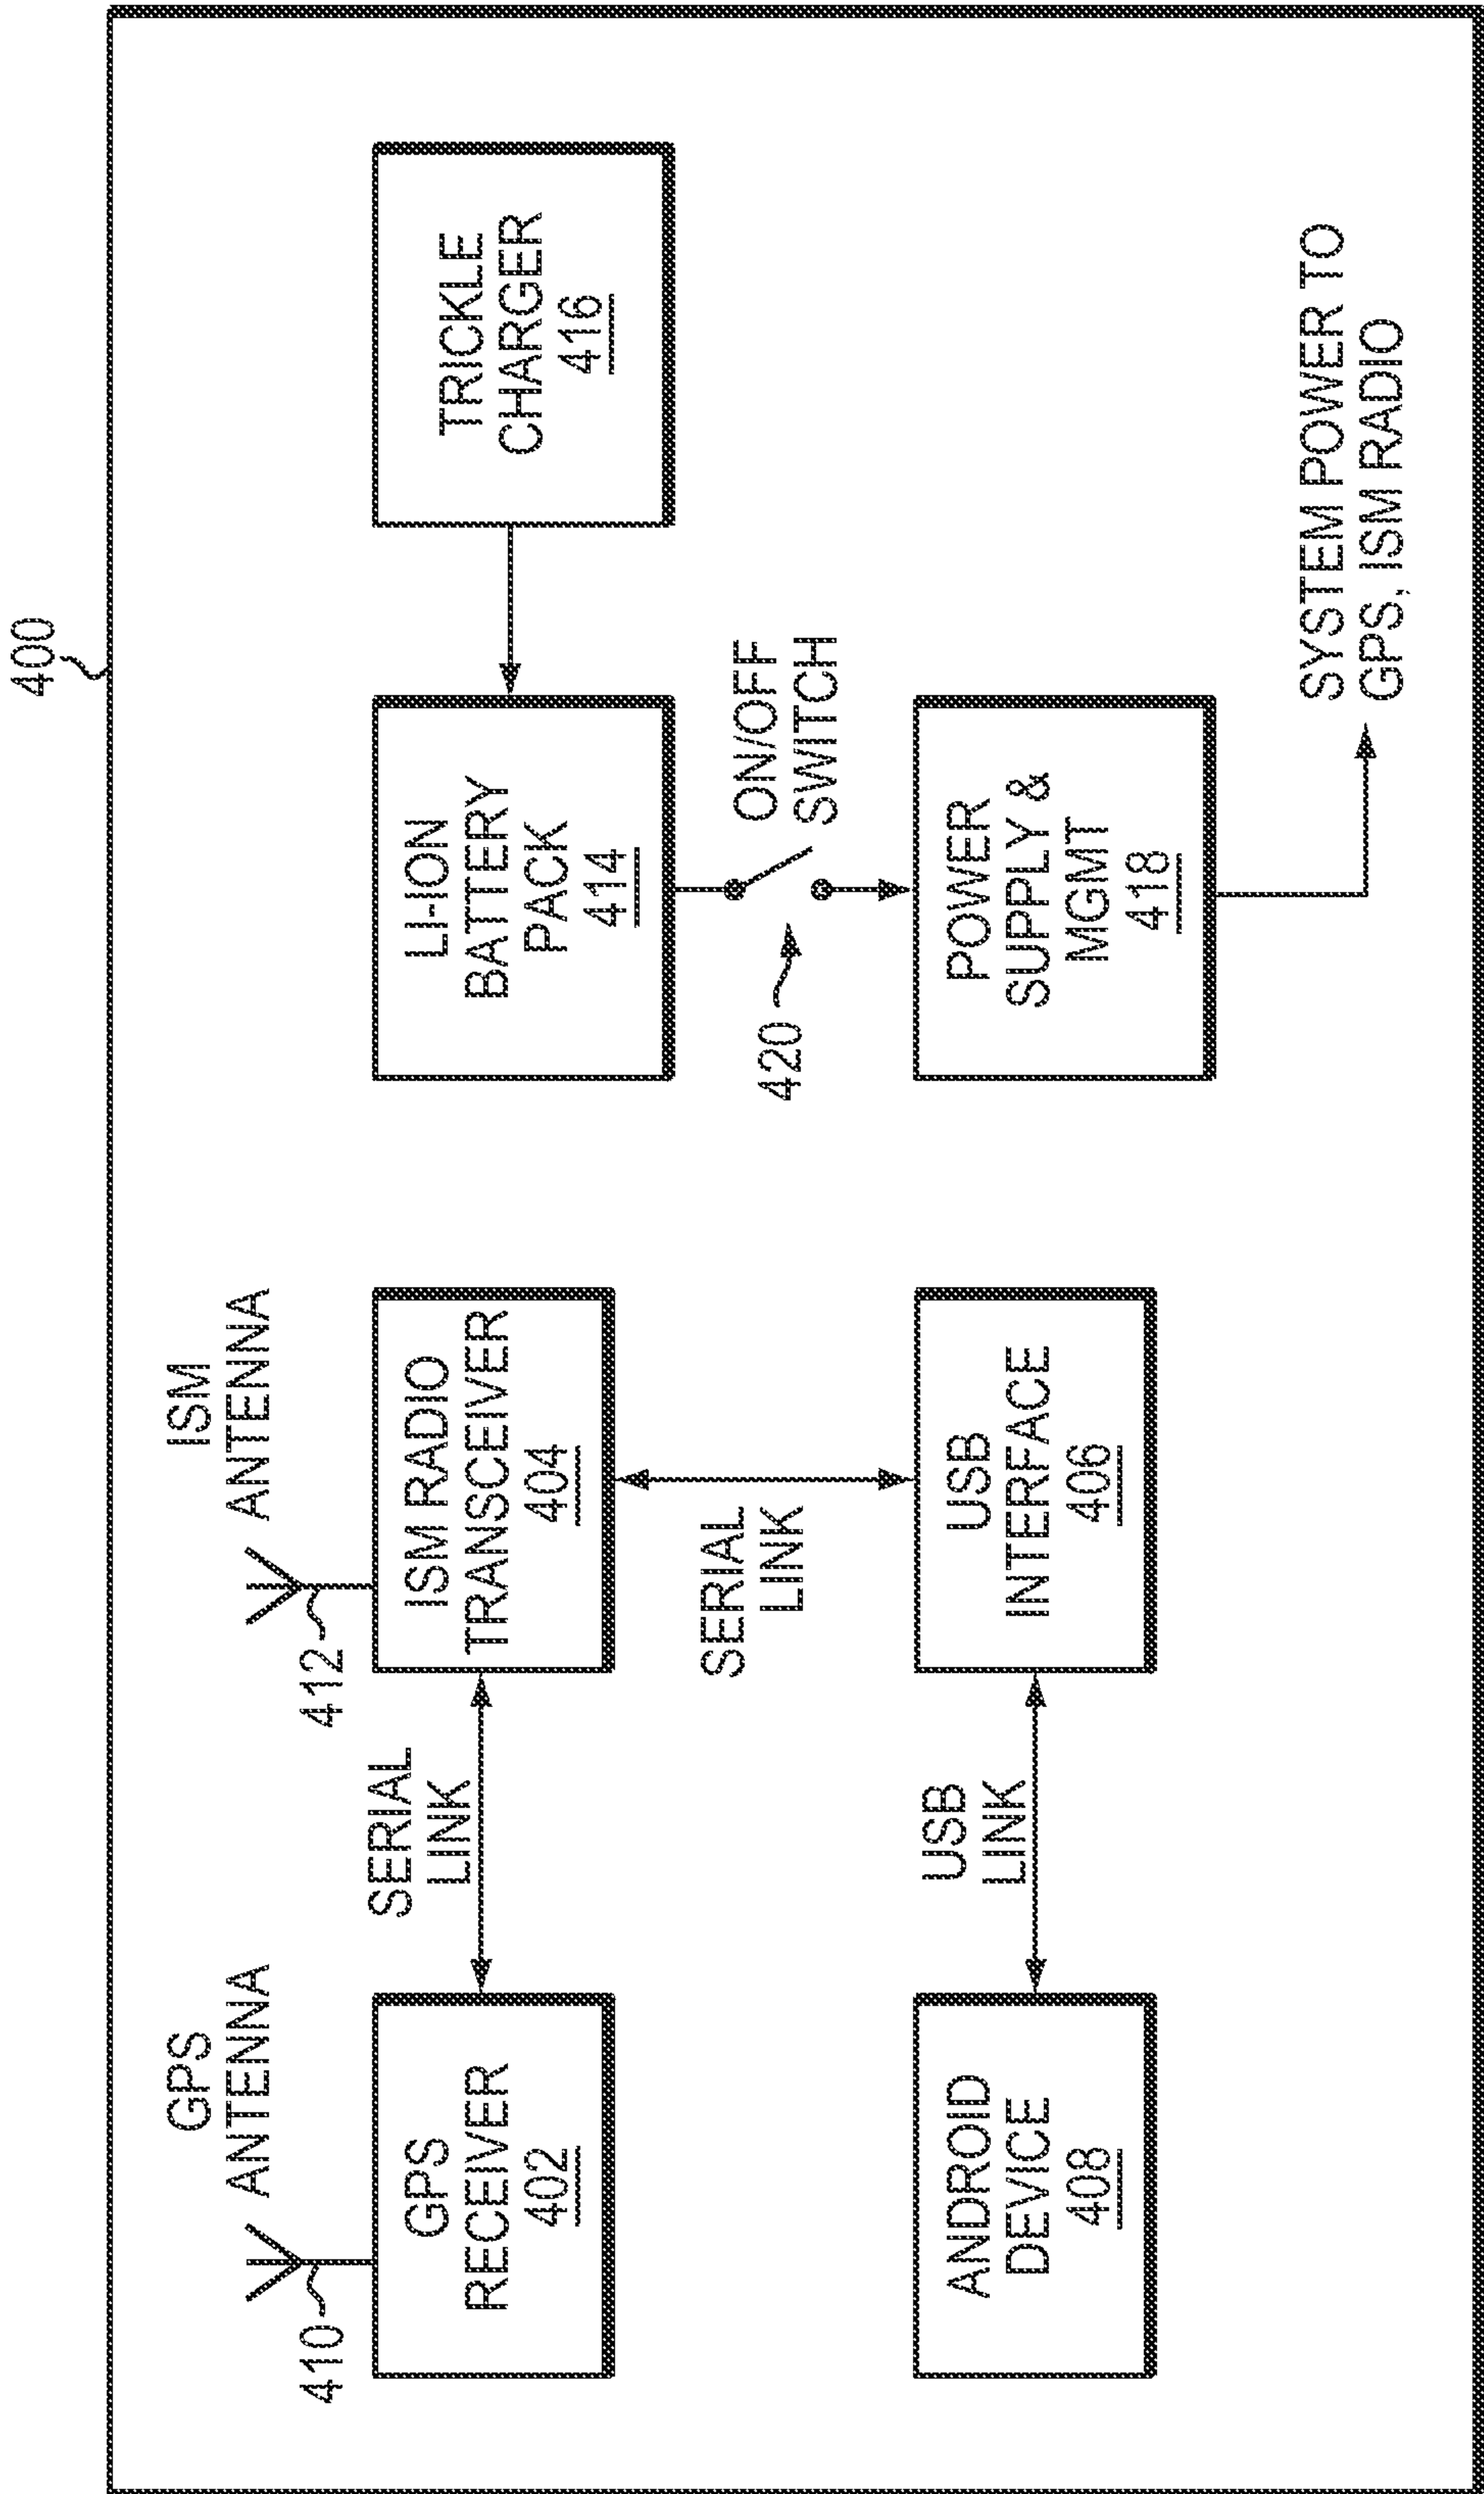 400
GPS
ANTENNA
410
GPS
RECEIVER
402
SERIAL
LINK
ISM
ANTENNA
412
ISM RADIO
TRANSCEIVER
404
SERIAL
LINK
ANDROID
DEVICE
408
USB
LINK
USB
INTERFACE
406
LI-ION
BATTERY
PACK
414
TRICKLE
CHARGER
416
ON/OFF
SWITCH
420
POWER
SUPPLY &
MGMT
418
SYSTEM POWER TO
GPS, ISM RADIO